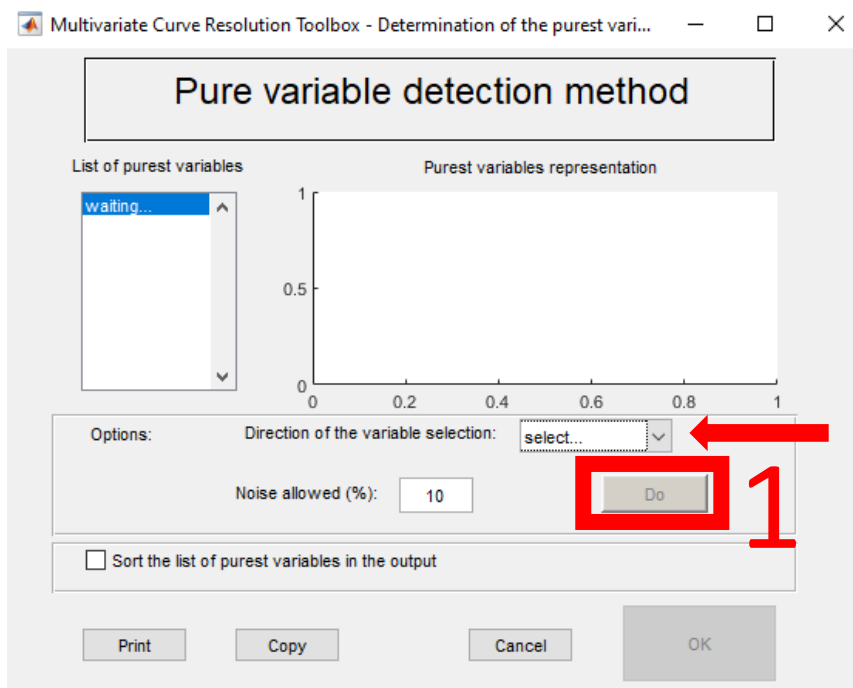 Multivariate Curve Resolution Toolbox - Determination of the purest vari...
Pure variable detection method
List of purest variables
Purest variables representation
waiting...
1
0.5
0
0 0.2 0.4 0.6 0.8 1
Options:
Direction of the variable selection:
select...
Noise allowed (%):
10
Do
1
Sort the list of purest variables in the output
Print
Copy
Cancel
OK